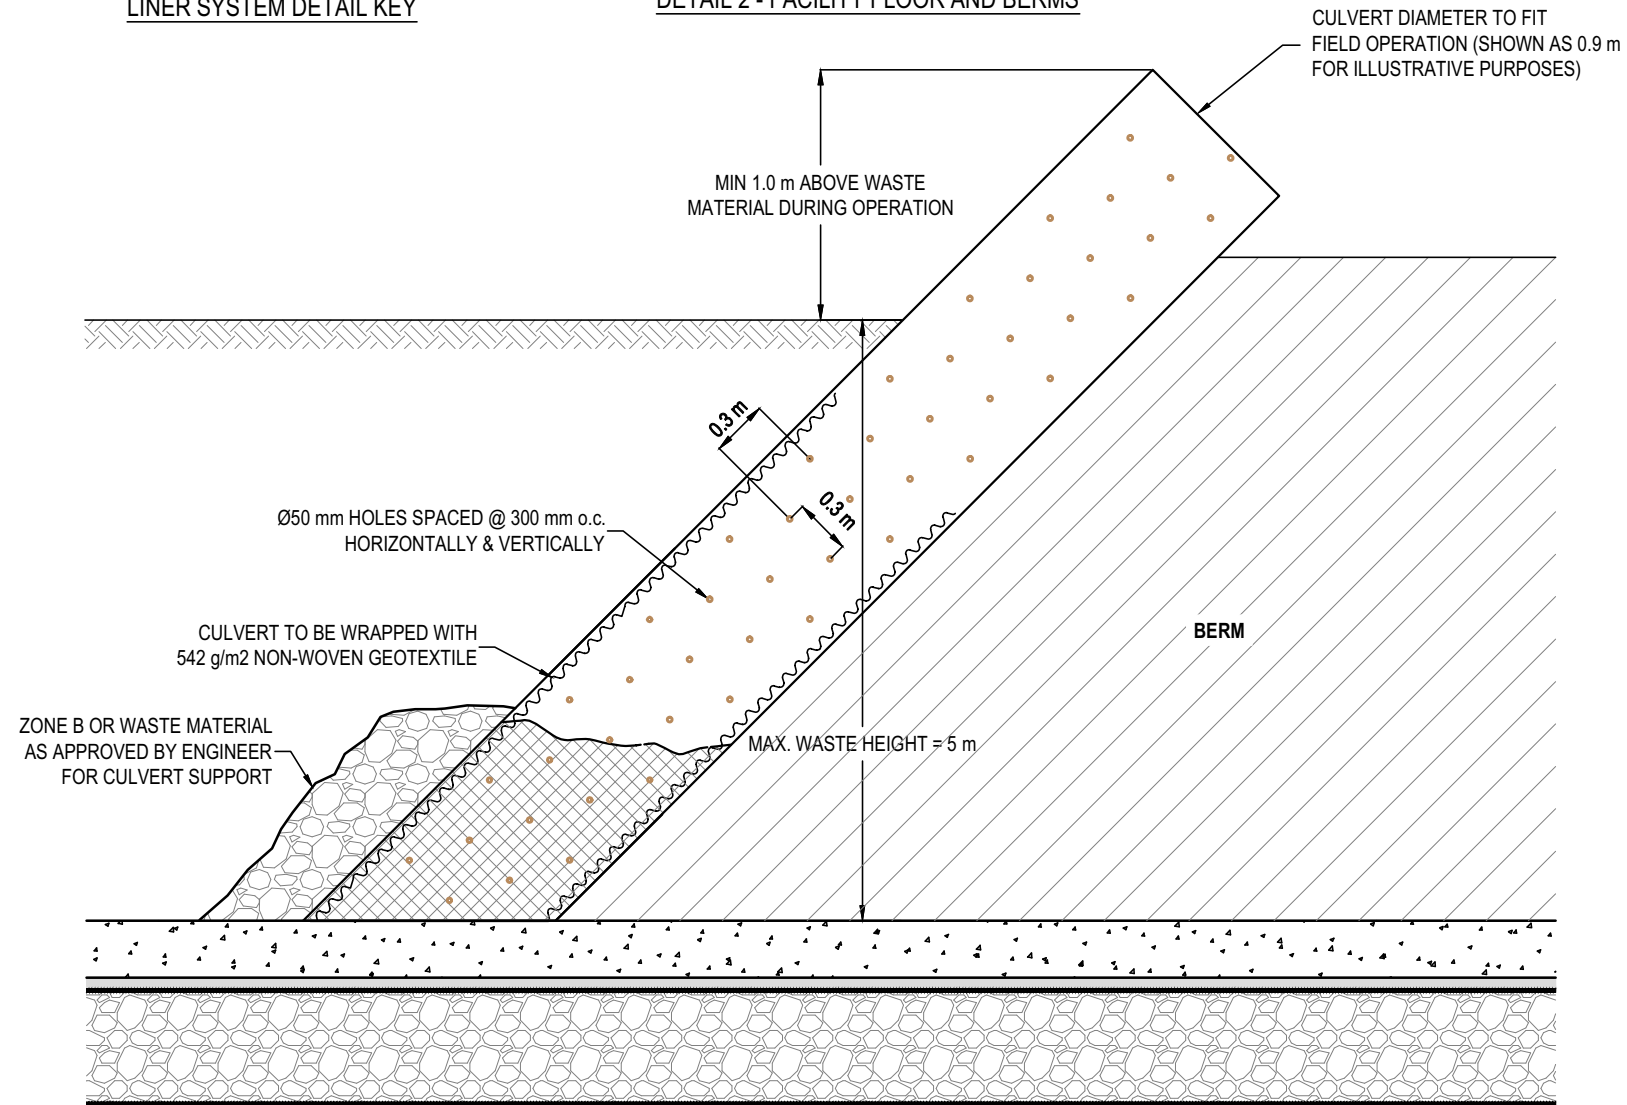 LINER SYSTEM DETAIL KEY
DETAIL 2 - FACILITY FLOOR AND BERMS
CULVERT DIAMETER TO FIT
FIELD OPERATION (SHOWN AS 0.9 m
FOR ILLUSTRATIVE PURPOSES)
MIN 1.0 m ABOVE WASTE
MATERIAL DURING OPERATION
0.3 m
0.3 m
Ø50 mm HOLES SPACED @ 300 mm o.c.
HORIZONTALLY & VERTICALLY
CULVERT TO BE WRAPPED WITH
542 g/m2 NON-WOVEN GEOTEXTILE
BERM
ZONE B OR WASTE MATERIAL
AS APPROVED BY ENGINEER
FOR CULVERT SUPPORT
MAX. WASTE HEIGHT = 5 m